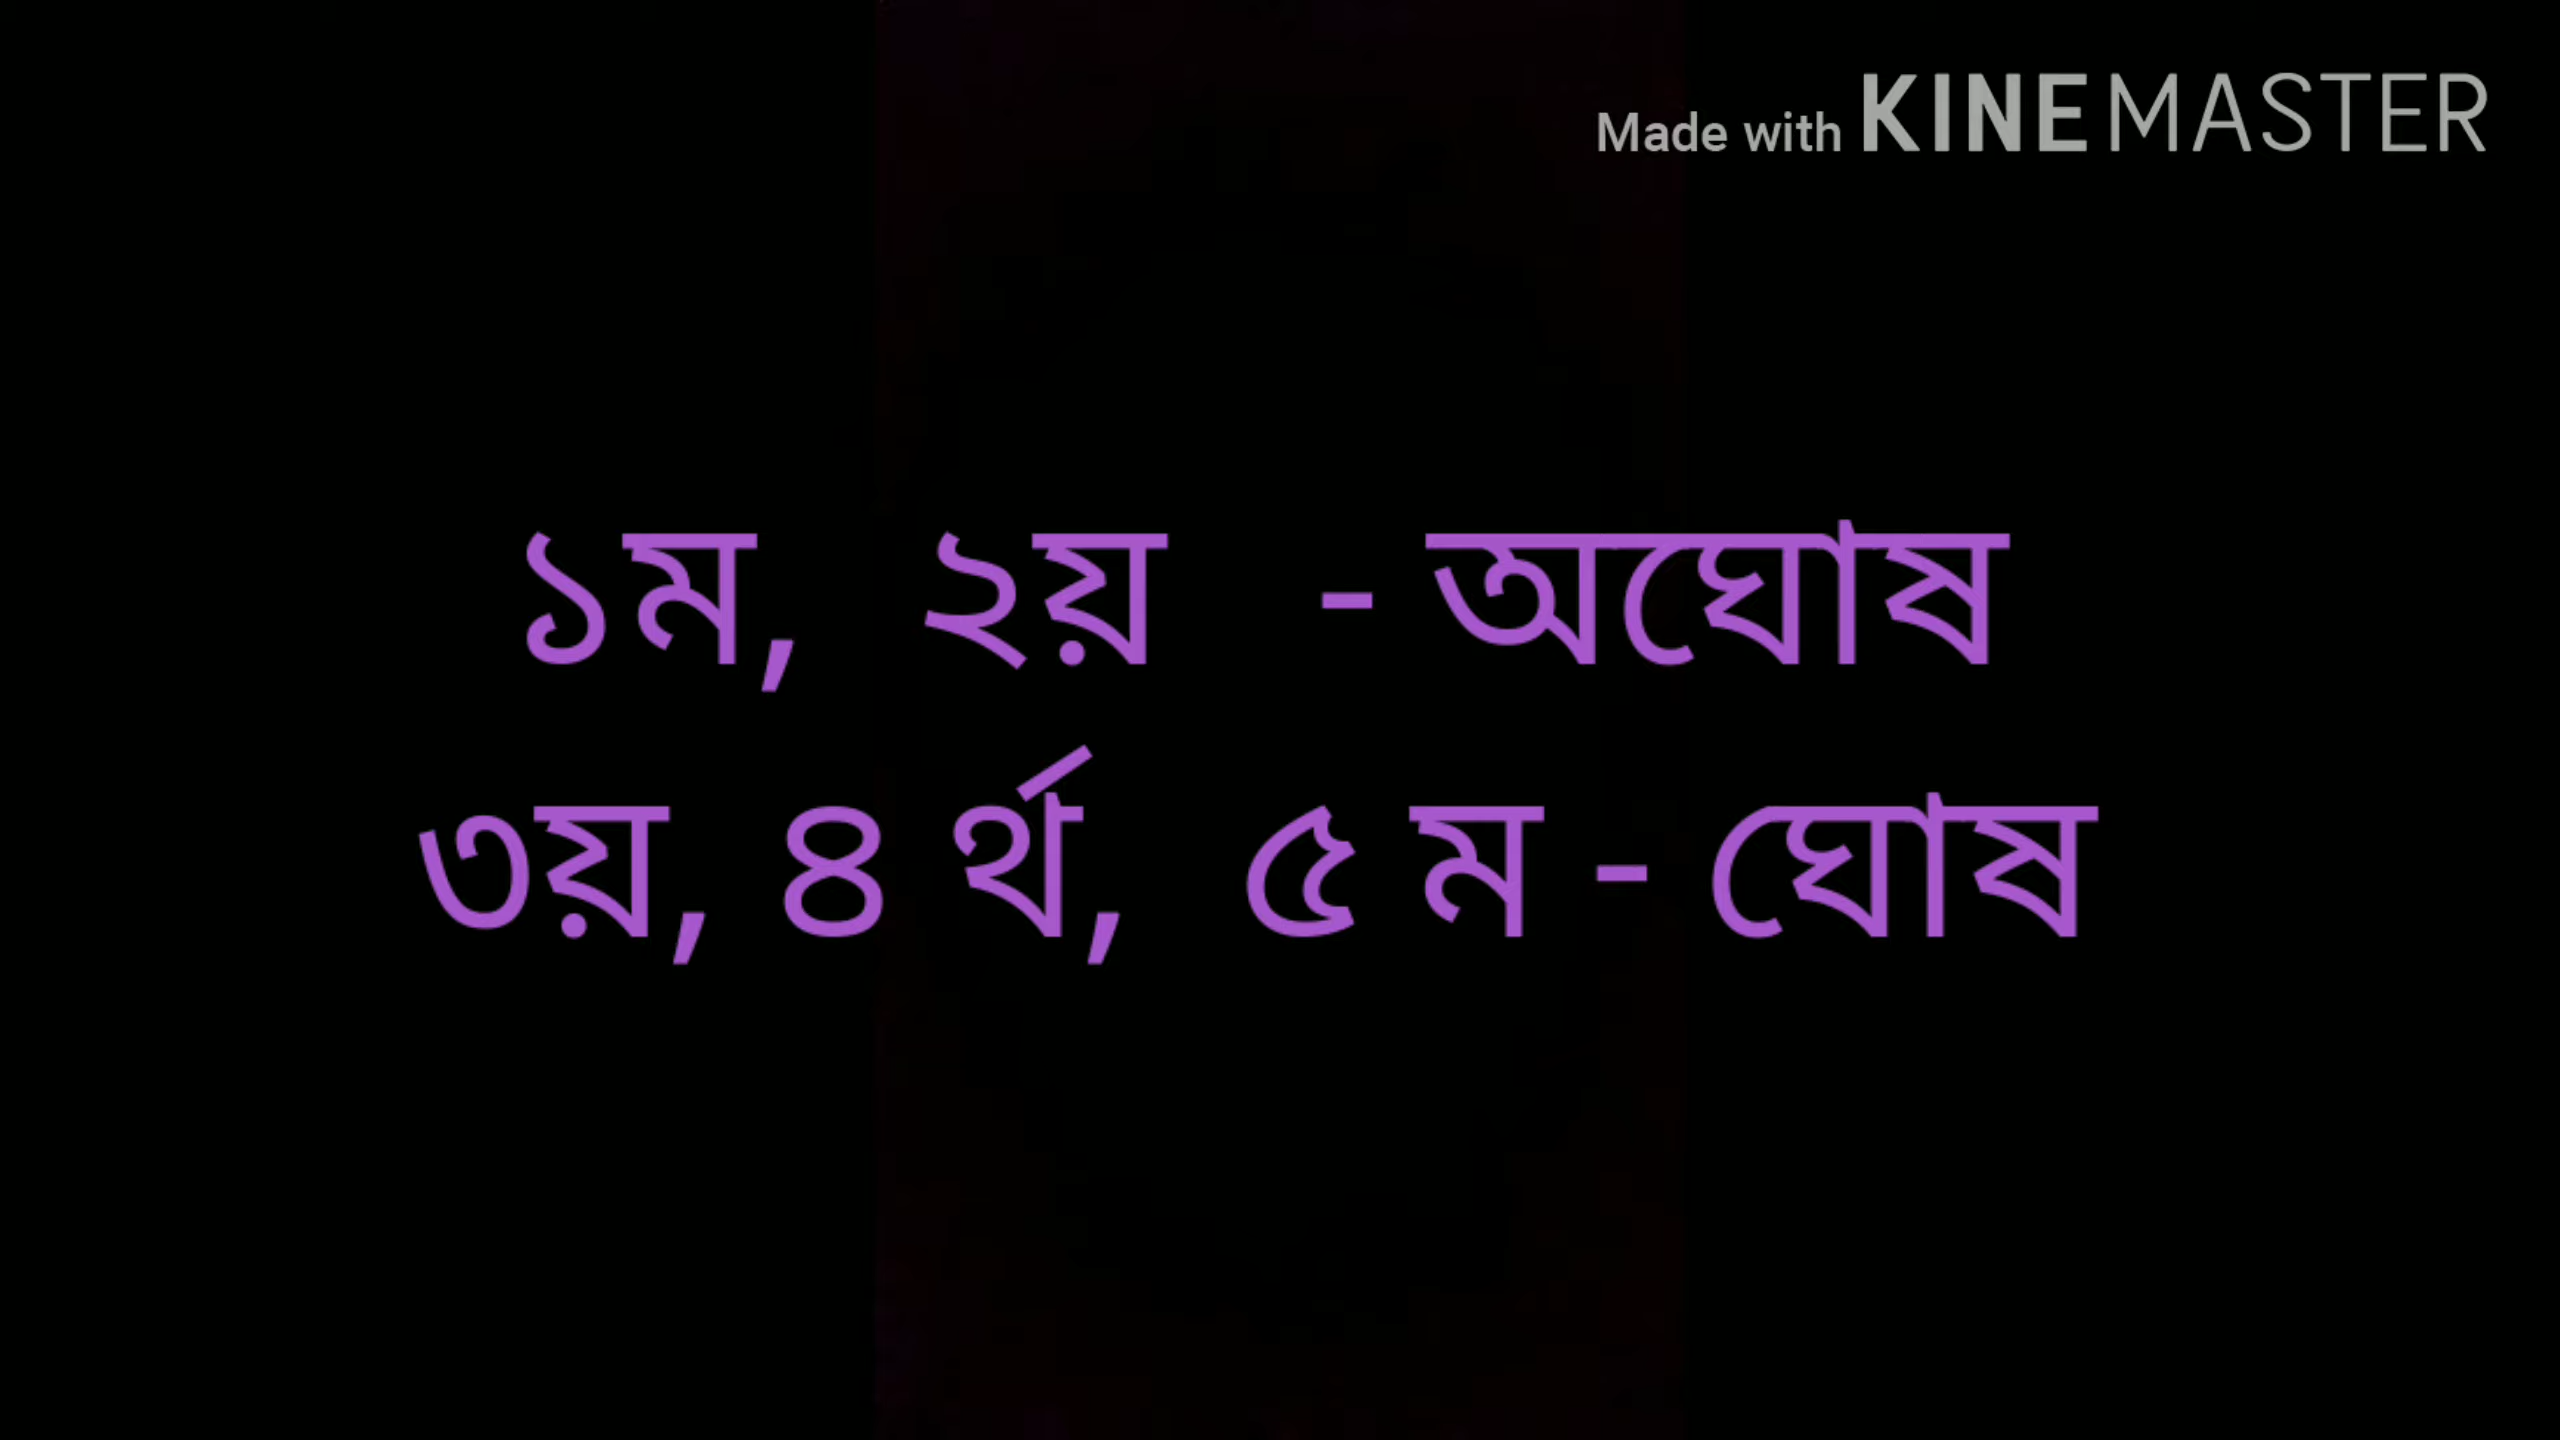 Made with KINEMASTER
১ম, ২য় - অঘোষ
৩য়, ৪ র্থ, ৫ ম - ঘোষ